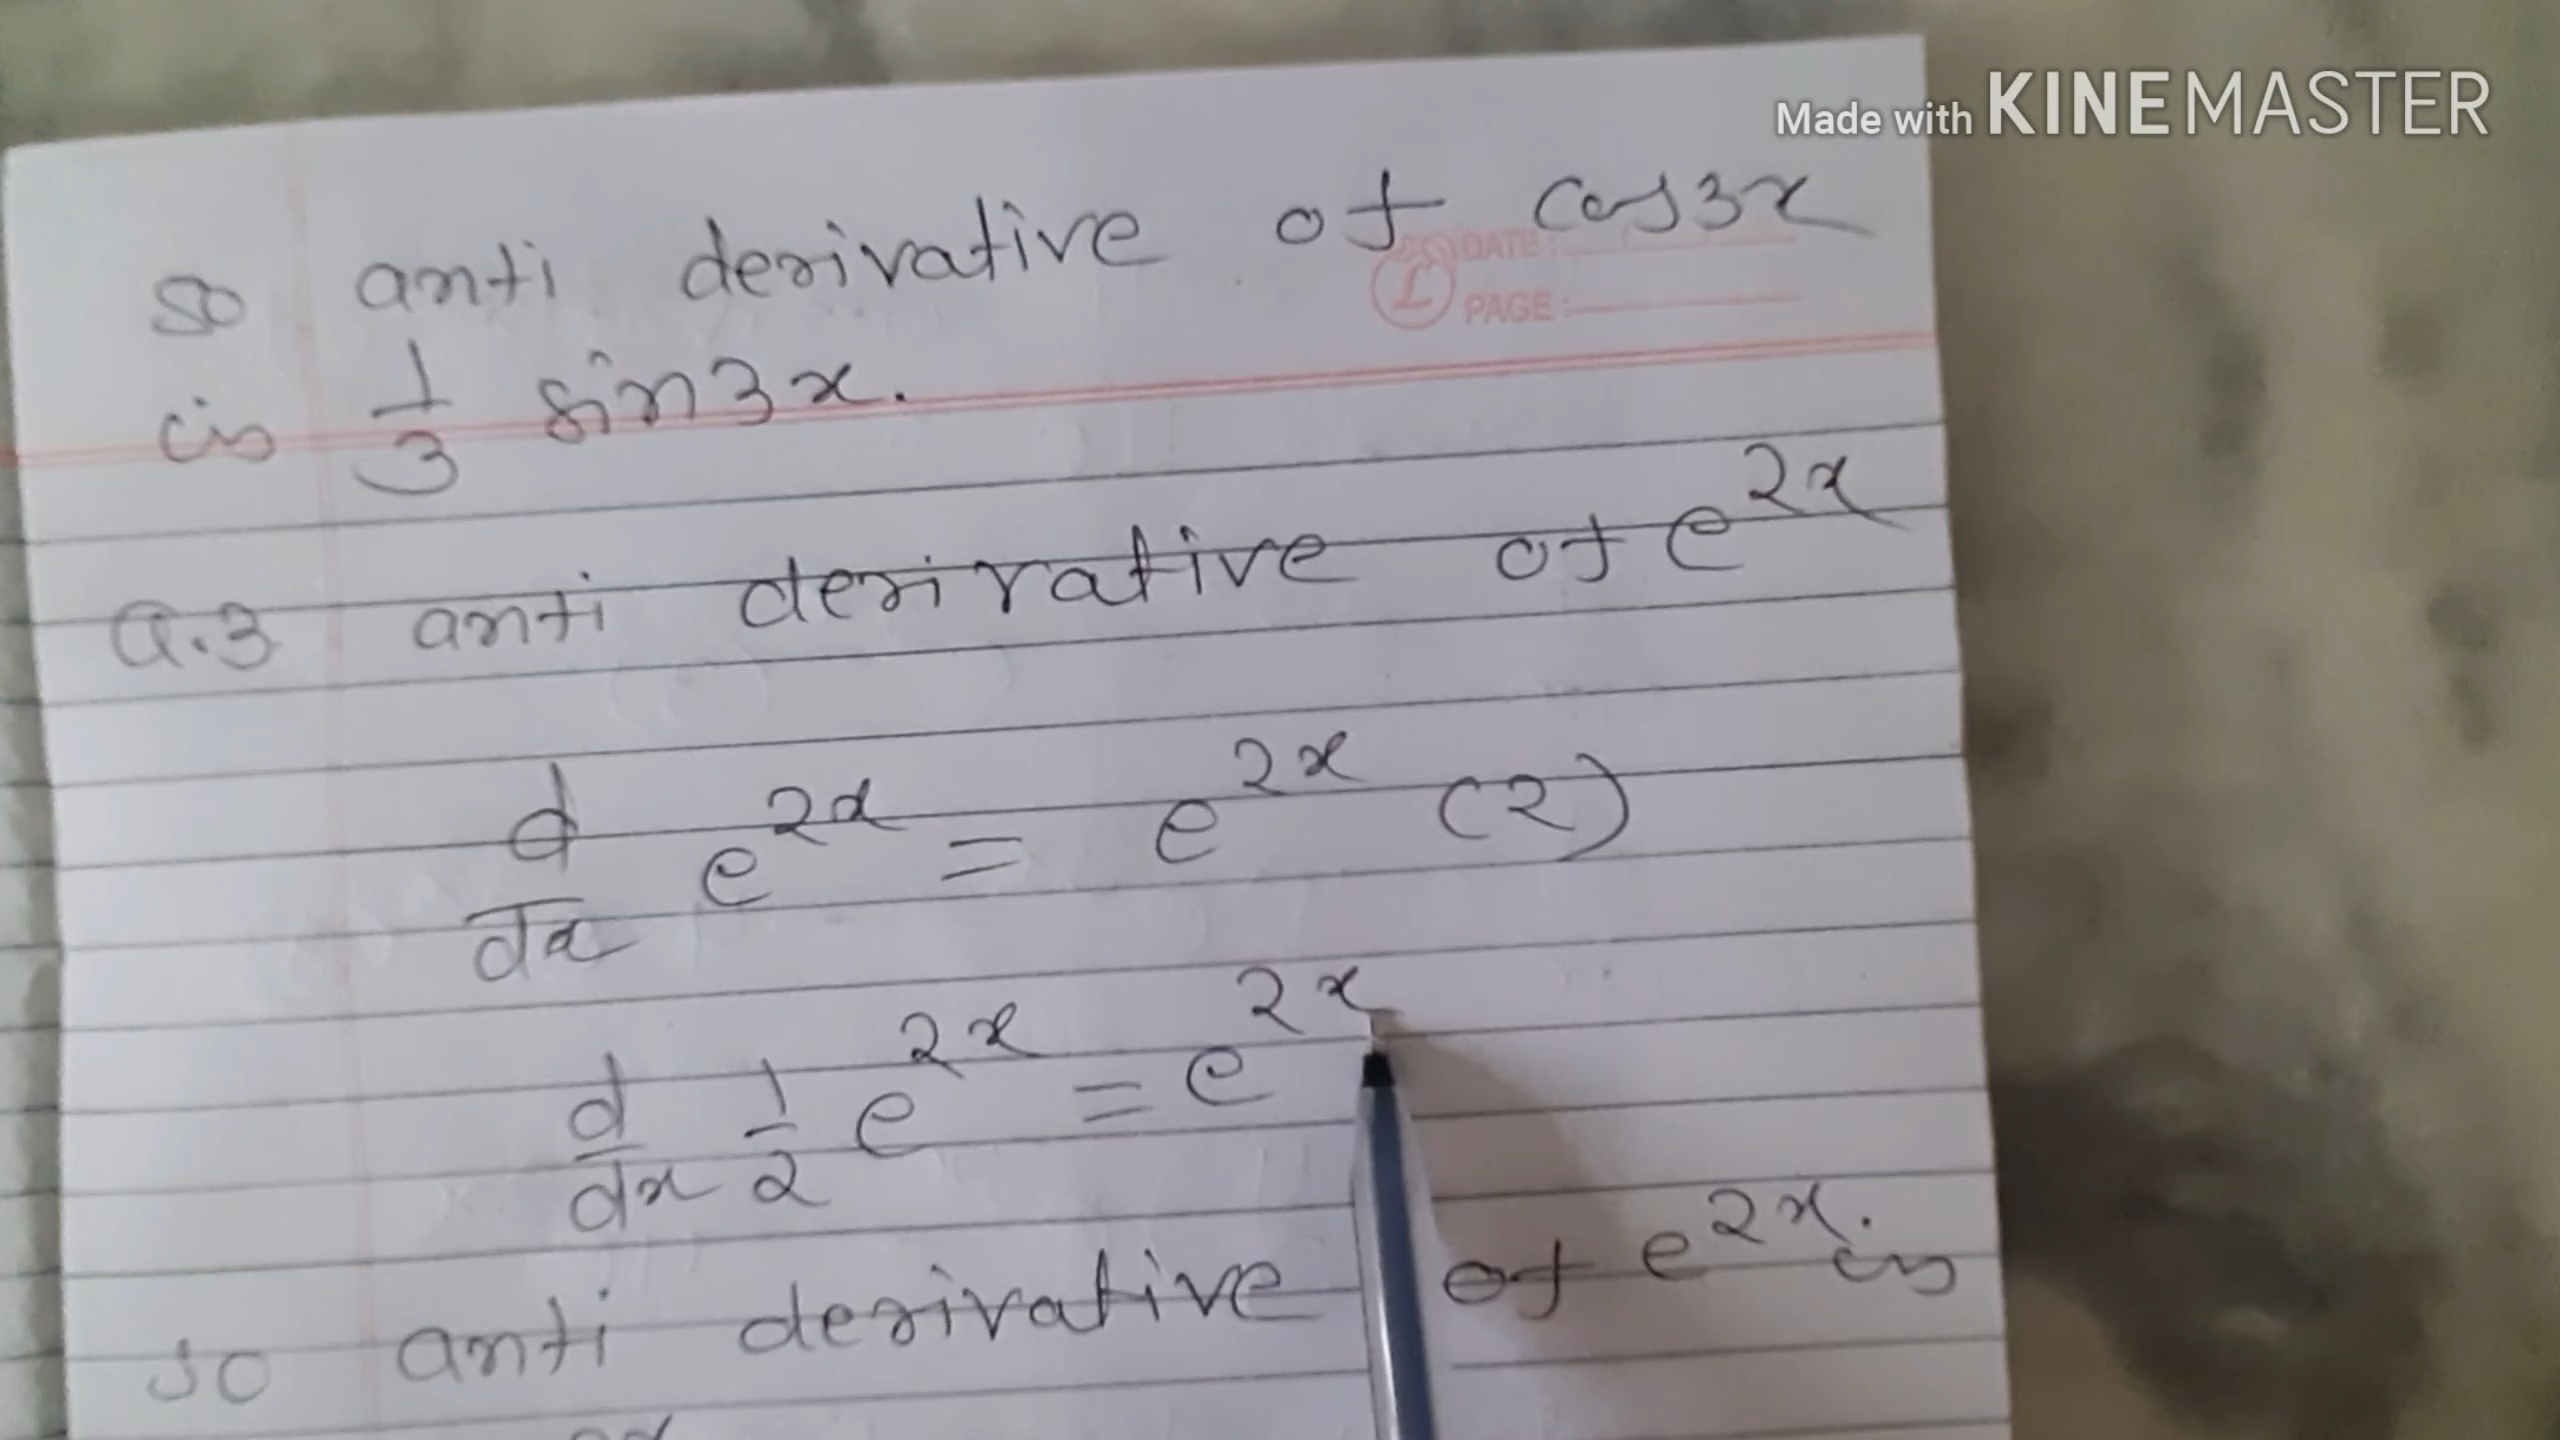 Made with KINEMASTER
so anti derivative of cos3x
DATE:
PAGE:
is 1/3 sin3x.
Q.3 anti derivative of e^2x
d/dx e^2x = e^2x (2)
d/dx 1/2 e^2x = e^2x
so anti derivative of e^2x. is